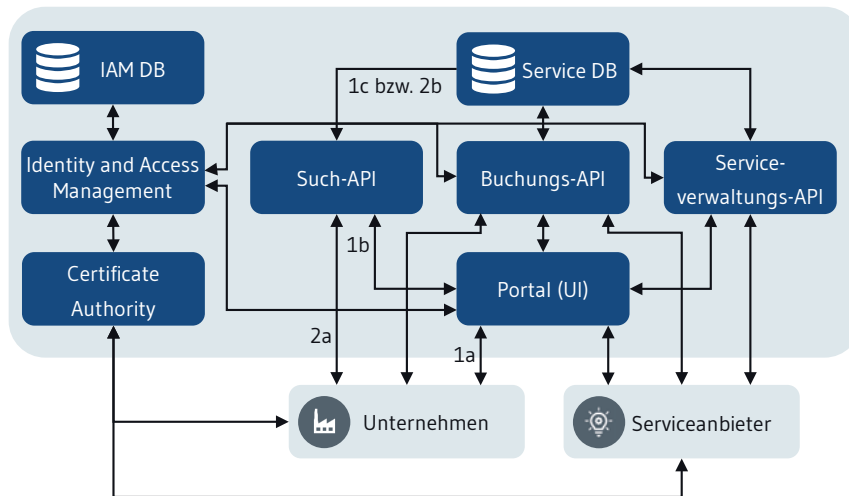 IAM DB
Service DB
1c bzw. 2b
Identity and Access
Management
Such-API
Buchungs-API
Service-
verwaltungs-API
1b
Certificate
Authority
Portal (UI)
2a
1a
Unternehmen
Serviceanbieter